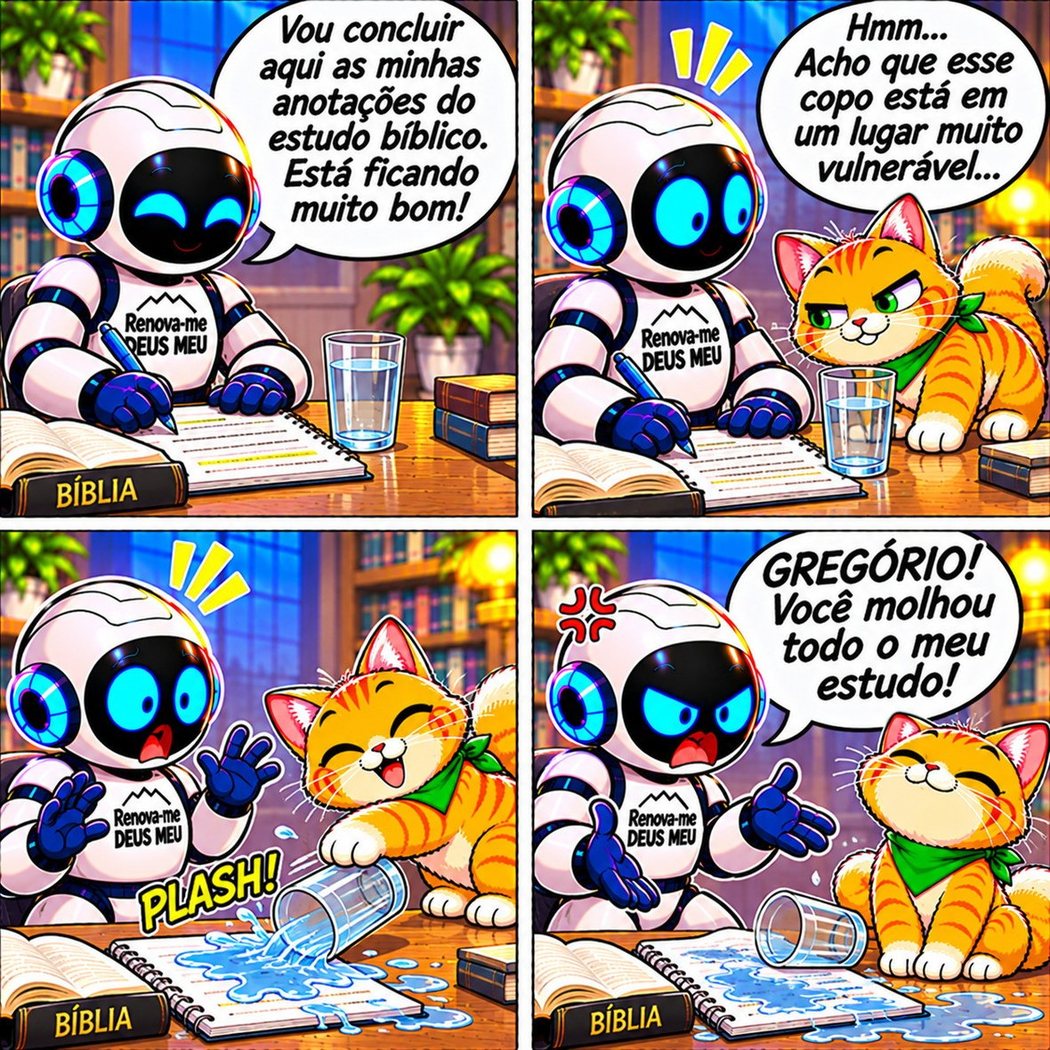 Vou concluir
aqui as minhas
anotações do
estudo bíblico.
Está ficando
muito bom!
Renova-me
DEUS MEU
BÍBLIA
Hmm...
Acho que esse
copo está em
um lugar muito
vulnerável...
Renova-me
DEUS MEU
Renova-me
DEUS MEU
PLASH!
BÍBLIA
GREGÓRIO!
Você molhou
todo o meu
estudo!
Renova-me
DEUS MEU
BÍBLIA